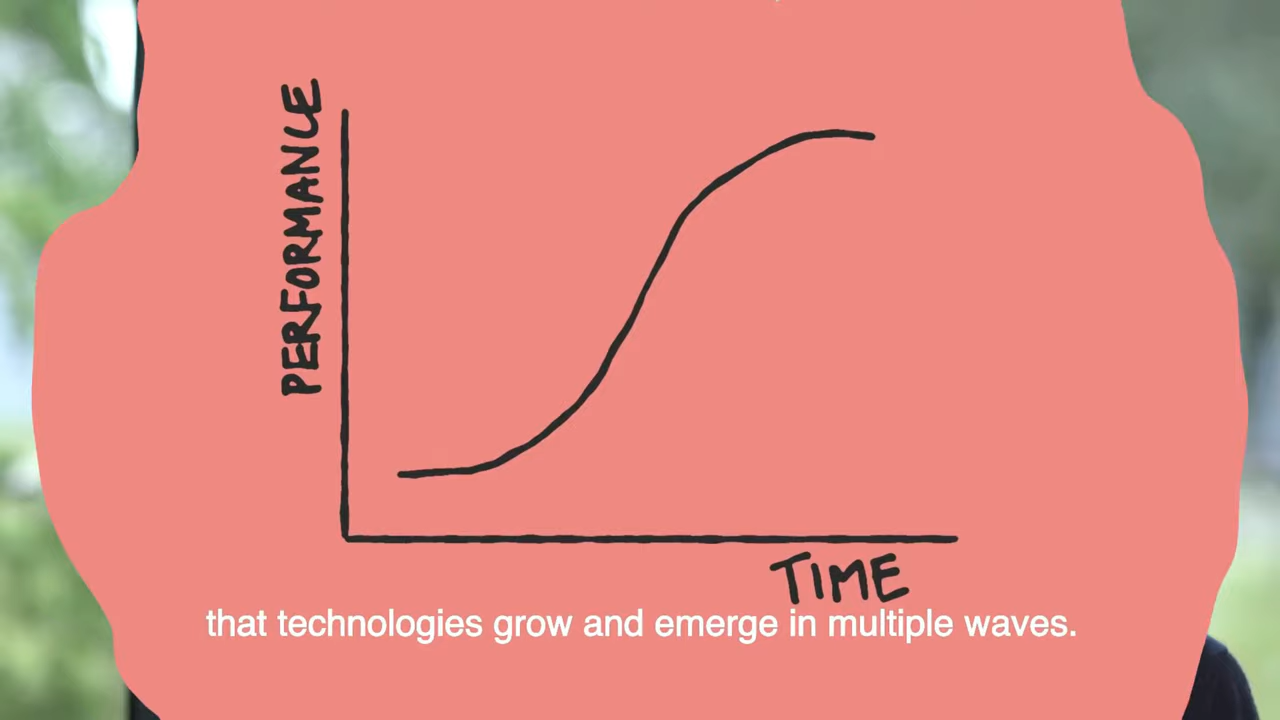 PERFORMANCE
TIME
that technologies grow and emerge in multiple waves.